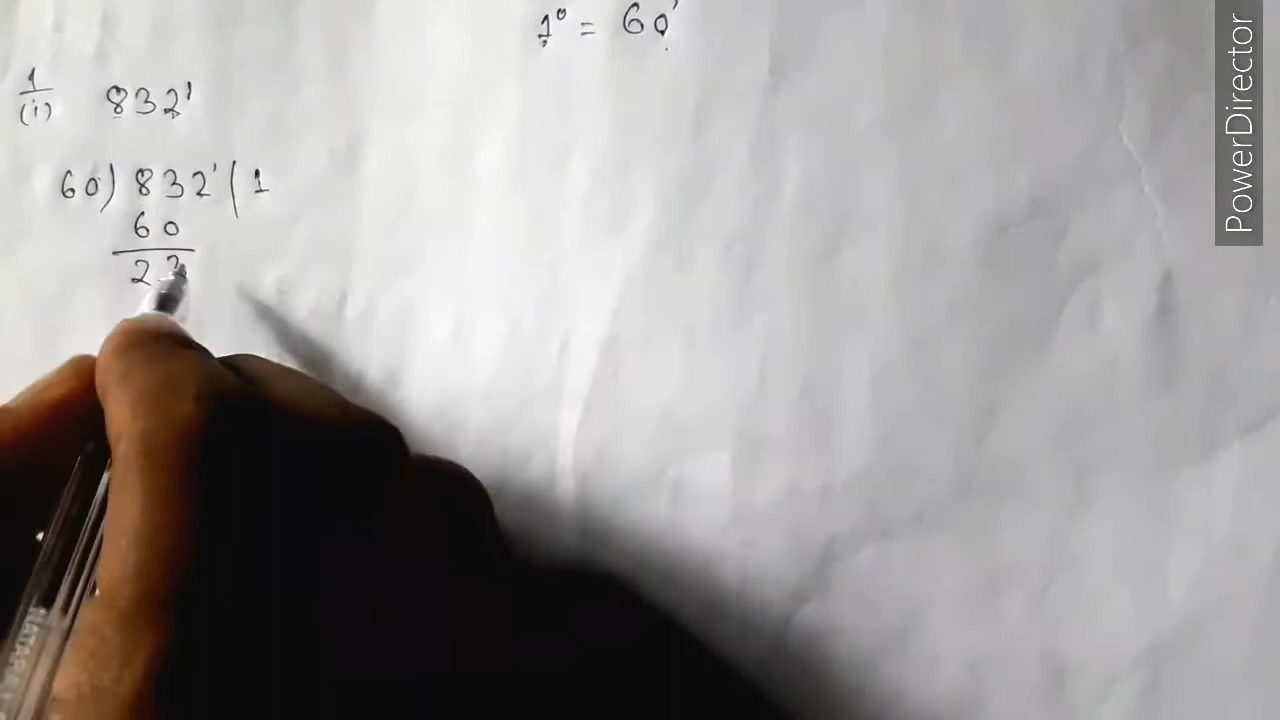 1° = 60'
1
(i) 832'
60) 832' ( 1
60
23
PowerDirector